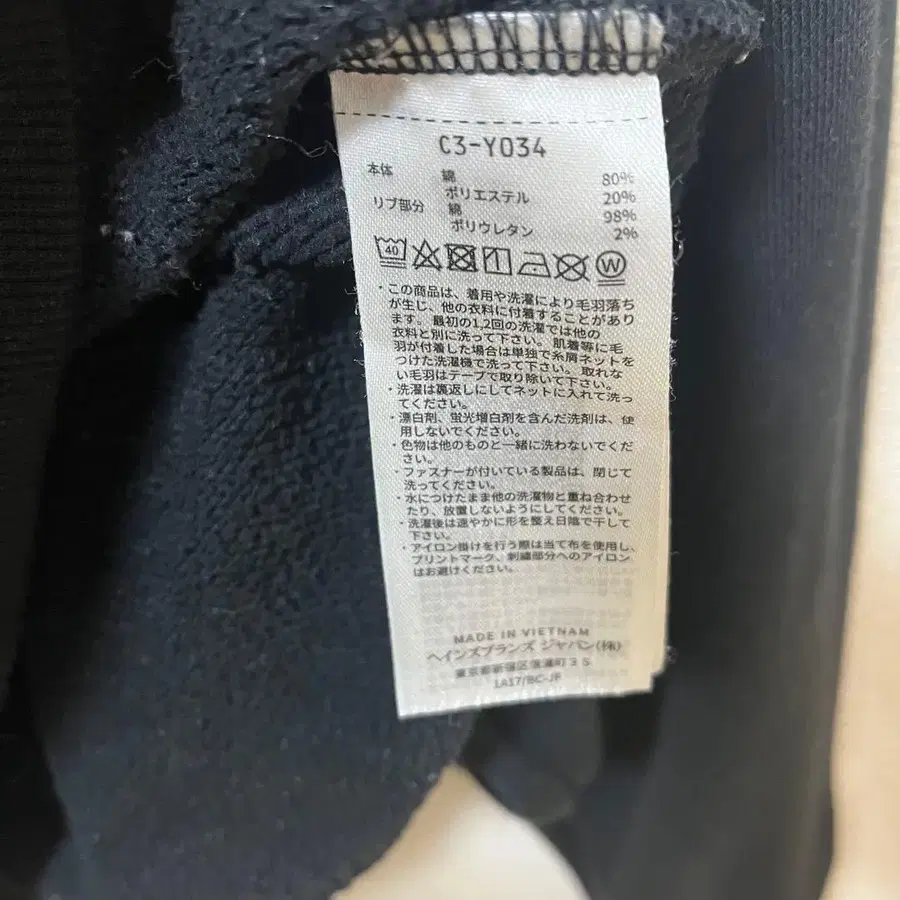 C3-Y034
本体 綿 80%
ポリエステル 20%
リブ部分 綿 98%
ポリウレタン 2%
40 W
・この商品は、着用や洗濯により毛羽落ち
が生じ、他の衣料に付着することがあり
ます。最初の1,2回の洗濯では他の
衣料と別に洗って下さい。肌着等に毛
羽が付着した場合は単独で糸屑ネットを
つけた洗濯機で洗って下さい。取れな
い毛羽はテープで取り除いて下さい。
・洗濯は裏返しにしてネットに入れて洗っ
てください。
・漂白剤、蛍光増白剤を含んだ洗剤は、使
用しないでください。
・色物は他のものと一緒に洗わないでくだ
さい。
・ファスナーが付いている製品は、閉じて
洗ってください。
・水につけたまま他の洗濯物と重ね合わせ
たり、放置しないようにしてください。
・洗濯後は速やかに形を整え日陰で干して
下さい。
・アイロン掛けを行う際は当て布を使用し、
プリントマーク、刺繍部分へのアイロン
はお避けください。
MADE IN VIETNAM
ヘインズブランズ ジャパン(株)
東京都新宿区信濃町35
1A17/BC-JF